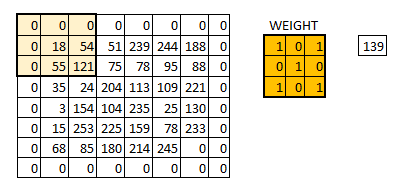 0 0 0 0 0 0 0 0 WEIGHT
0 18 54 51 239 244 188 0 1 0 1 139
0 55 121 75 78 95 88 0 0 1 0
0 35 24 204 113 109 221 0 1 0 1
0 3 154 104 235 25 130 0
0 15 253 225 159 78 233 0
0 68 85 180 214 245 0 0
0 0 0 0 0 0 0 0